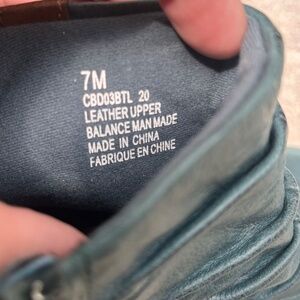 7M
CBD03BTL 20
LEATHER UPPER
BALANCE MAN MADE
MADE IN CHINA
FABRIQUE EN CHINE